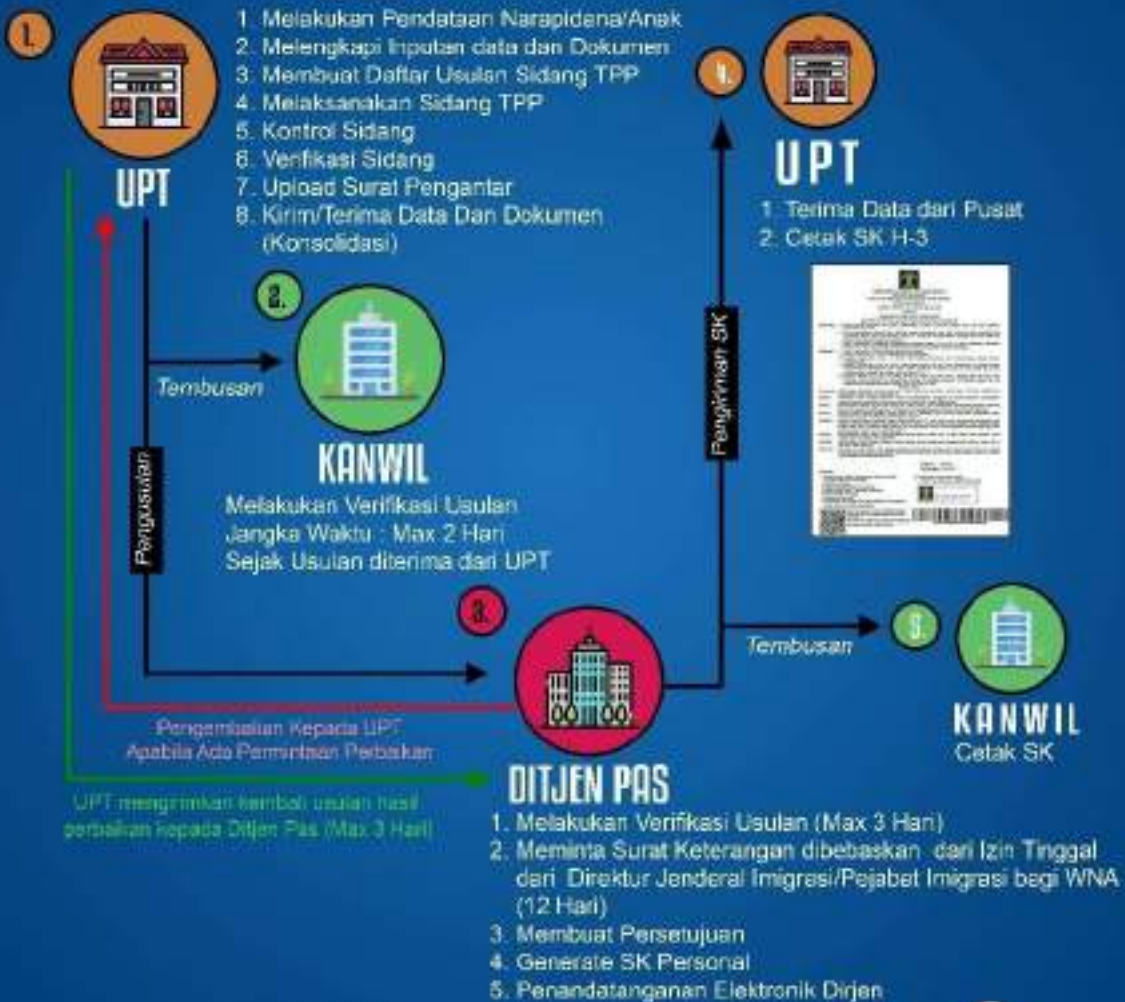 1.
UPT
1 Melakukan Pendataan Narapidana/Anak
2. Melengkapi Inputan data dan Dokumen
3. Membuat Daftar Usulan Sidang TPP
4. Melaksanakan Sidang TPP
5. Kontrol Sidang
6. Verifikasi Sidang
7. Upload Surat Pengantar
8. Kirim/Terima Data Dan Dokumen
(Konsolidasi)
Pengusulan
Tembusan
2.
KANWIL
Melakukan Verifikasi Usulan
Jangka Waktu : Max 2 Hari
Sejak Usulan diterima dari UPT
Pengembalian Kepada UPT
Apabila Ada Permintaan Perbaikan
UPT mengirimkan kembali usulan hasil
perbaikan kepada Ditjen Pas (Max 3 Hari)
3.
DITJEN PAS
1. Melakukan Verifikasi Usulan (Max 3 Hari)
2. Meminta Surat Keterangan dibebaskan dari Izin Tinggal
dari Direktur Jenderal Imigrasi/Pejabat Imigrasi bagi WNA
(12 Hari)
3. Membuat Persetujuan
4. Generate SK Personal
5. Penandatanganan Elektronik Dirjen
Pengiriman SK
4.
UPT
1. Terima Data dari Pusat
2. Cetak SK H-3
Tembusan
KANWIL
Cetak SK